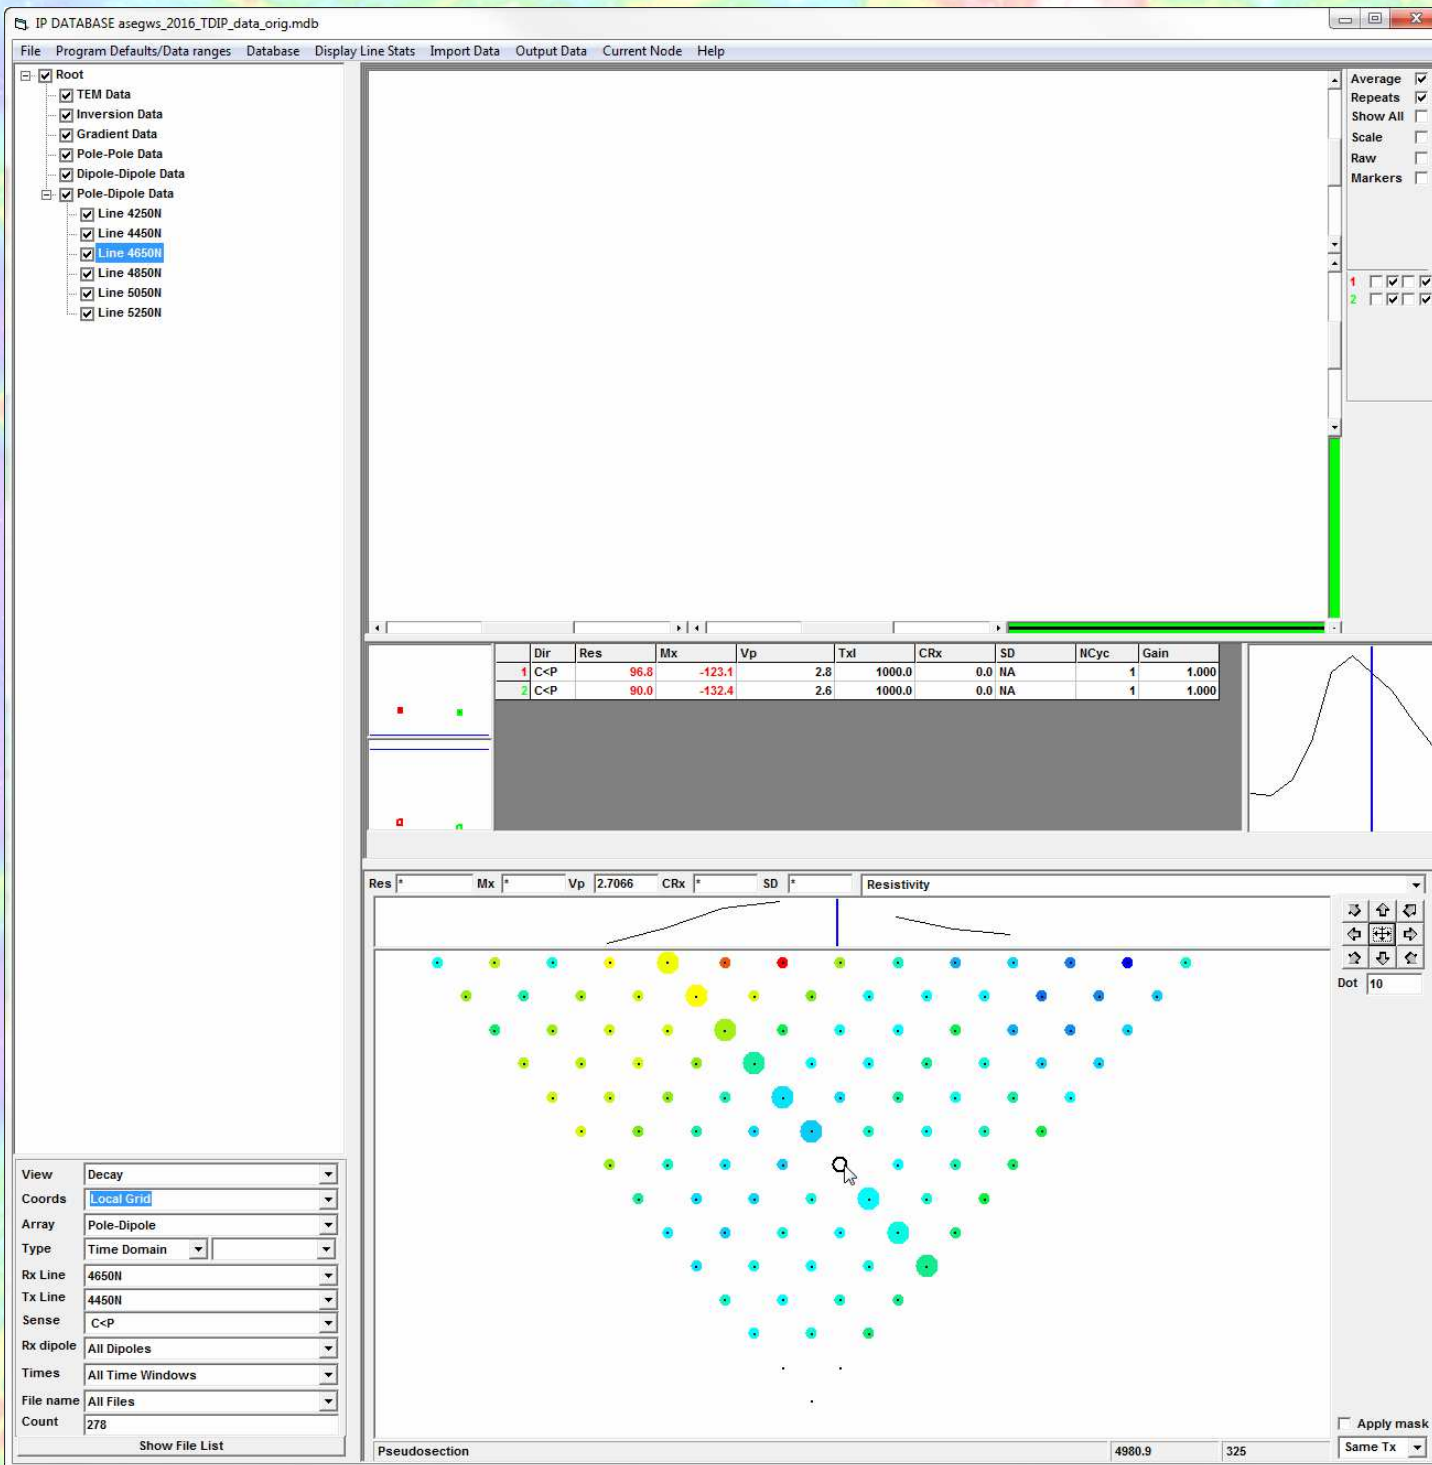 IP DATABASE asegws_2016_TDIP_data_orig.mdb
File Program Defaults/Data ranges Database Display Line Stats Import Data Output Data Current Node Help
Root
TEM Data
Inversion Data
Gradient Data
Pole-Pole Data
Dipole-Dipole Data
Pole-Dipole Data
Line 4250N
Line 4450N
Line 4650N
Line 4850N
Line 5050N
Line 5250N
Average
Repeats
Show All
Scale
Raw
Markers
1
2
Dir Res Mx Vp TxI CRx SD NCyc Gain
1 C<P 96.8 -123.1 2.8 1000.0 0.0 NA 1 1.000
2 C<P 90.0 -132.4 2.6 1000.0 0.0 NA 1 1.000
Res * Mx * Vp 2.7066 CRx * SD * Resistivity
Dot 10
View Decay
Coords Local Grid
Array Pole-Dipole
Type Time Domain
Rx Line 4650N
Tx Line 4450N
Sense C<P
Rx dipole All Dipoles
Times All Time Windows
File name All Files
Count 278
Show File List
Pseudosection 4980.9 325
Apply mask
Same Tx